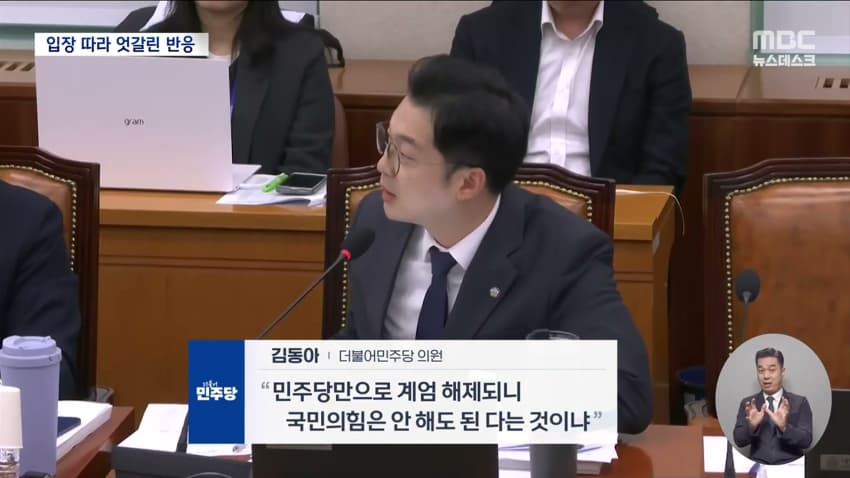 입장 따라 엇갈린 반응
MBC
뉴스데스크
gram
김동아 | 더불어민주당 의원
더불어
민주당
“민주당만으로 계엄 해제되니
국민의힘은 안 해도 된 다는 것이냐”